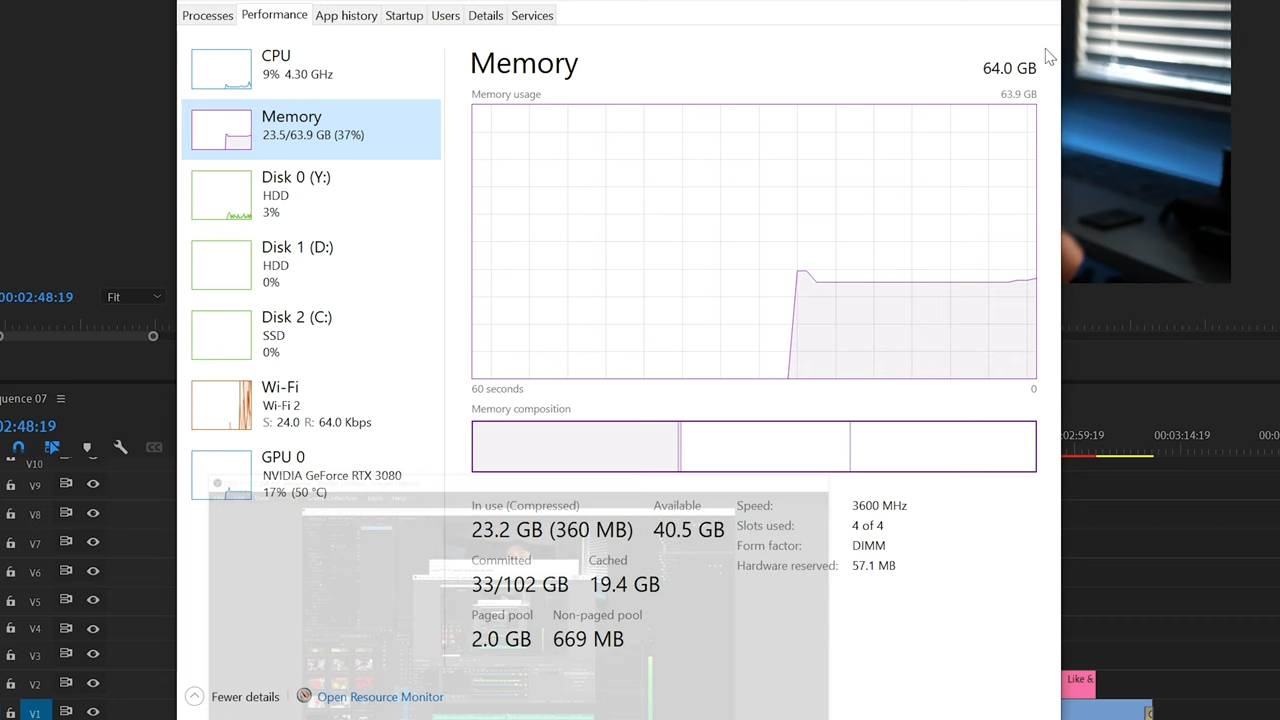 Processes Performance App history Startup Users Details Services
CPU
9% 4.30 GHz
Memory
23.5/63.9 GB (37%)
Disk 0 (Y:)
HDD
3%
Disk 1 (D:)
HDD
0%
Disk 2 (C:)
SSD
0%
Wi-Fi
Wi-Fi 2
S: 24.0 R: 64.0 Kbps
GPU 0
NVIDIA GeForce RTX 3080
17% (50 °C)
Memory 64.0 GB
Memory usage 63.9 GB
60 seconds 0
Memory composition
In use (Compressed) Available
23.2 GB (360 MB) 40.5 GB
Committed Cached
33/102 GB 19.4 GB
Paged pool Non-paged pool
2.0 GB 669 MB
Speed: 3600 MHz
Slots used: 4 of 4
Form factor: DIMM
Hardware reserved: 57.1 MB
Fewer details Open Resource Monitor
00:02:48:19 Fit
uence 07
02:48:19
V10
V9
V8
V7
V6
V5
V4
V3
V2
V1
02:59:19 00:03:14:19 00:0
Like &